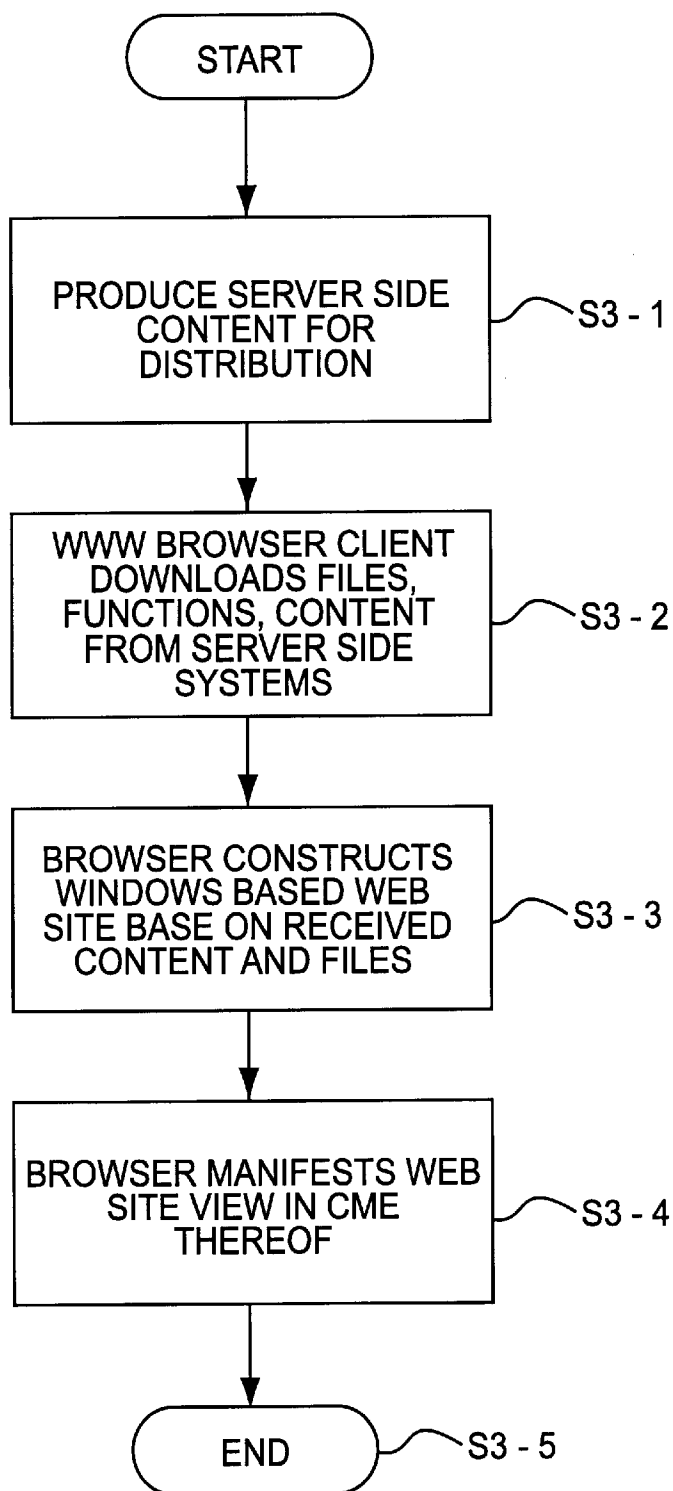 START
PRODUCE SERVER SIDE
CONTENT FOR
DISTRIBUTION
S3 - 1
WWW BROWSER CLIENT
DOWNLOADS FILES,
FUNCTIONS, CONTENT
FROM SERVER SIDE
SYSTEMS
S3 - 2
BROWSER CONSTRUCTS
WINDOWS BASED WEB
SITE BASE ON RECEIVED
CONTENT AND FILES
S3 - 3
BROWSER MANIFESTS WEB
SITE VIEW IN CME
THEREOF
S3 - 4
END
S3 - 5